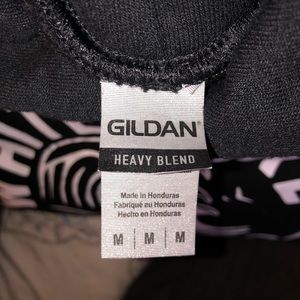 GILDAN®
HEAVY BLEND
Made in Honduras
Fabriqué au Honduras
Hecho en Honduras
M M M